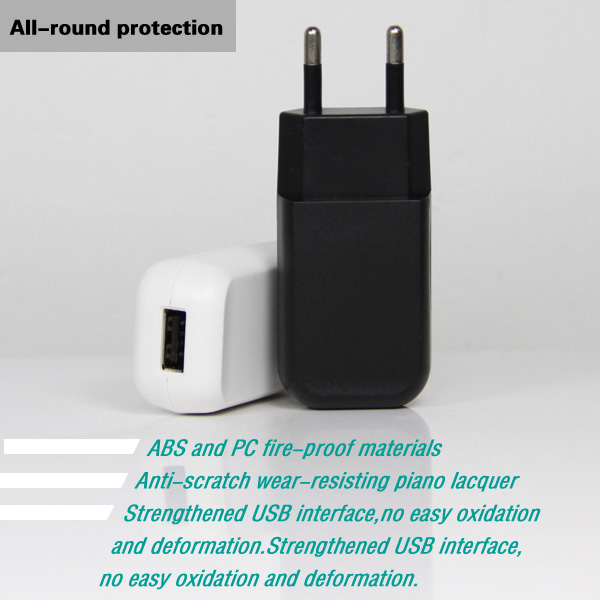 All-round protection
ABS and PC fire-proof materials
Anti-scratch wear-resisting piano lacquer
Strengthened USB interface,no easy oxidation
and deformation.Strengthened USB interface,
no easy oxidation and deformation.